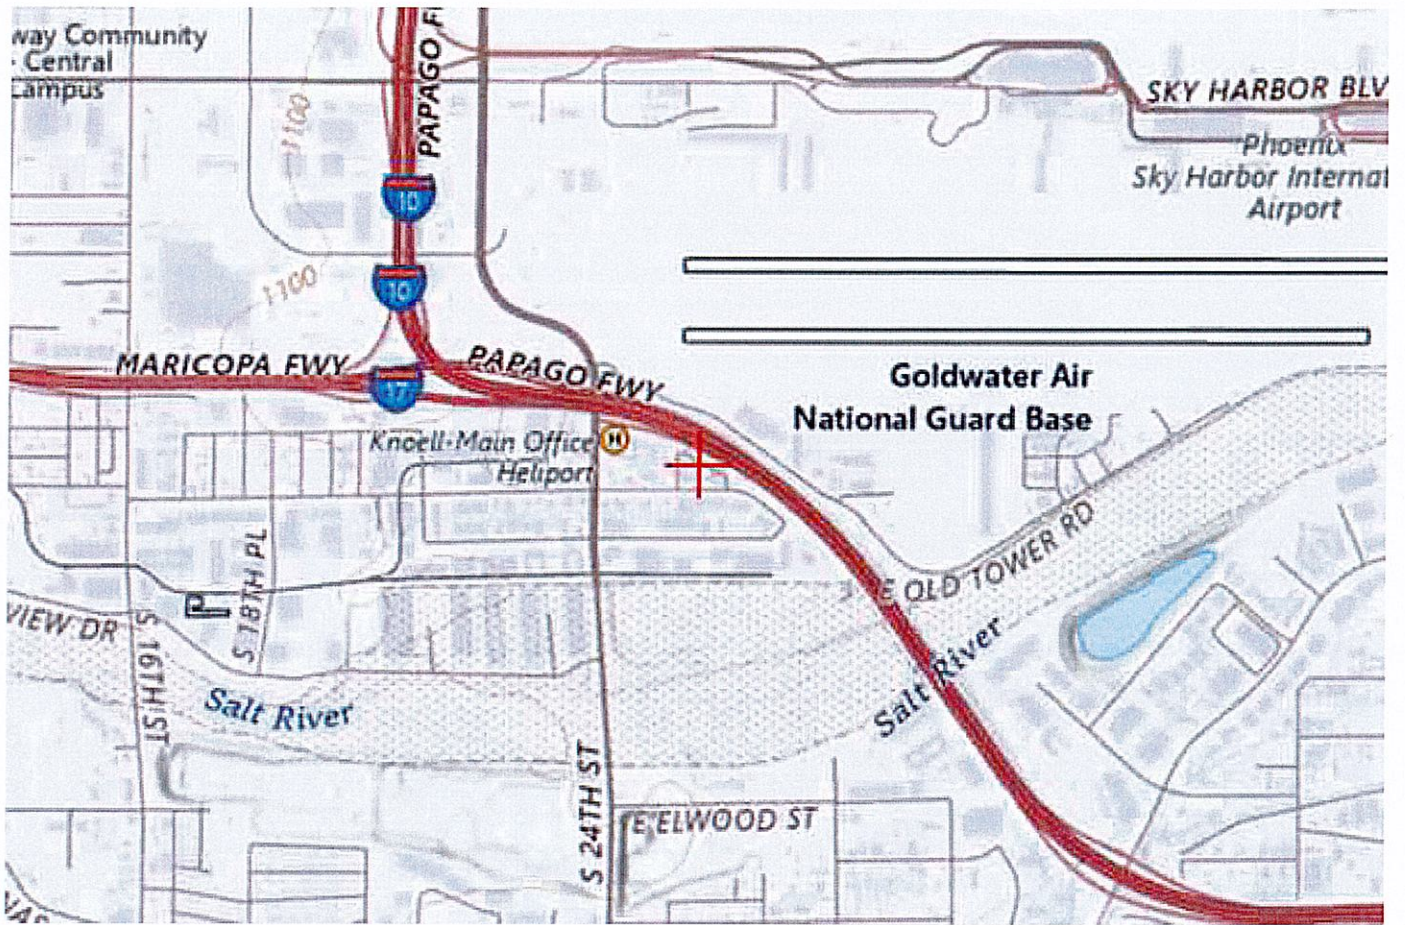 way Community
- Central
Campus
PAPAGO F
1100
SKY HARBOR BLV
Phoenix
Sky Harbor Internat
Airport
10
1100
10
MARICOPA FWY
PAPAGO FWY
17
Goldwater Air
National Guard Base
Knoell-Main Office
Heliport
H
E OLD TOWER RD
S 18TH PL
VIEW DR
S 16TH ST
Salt River
Salt River
S 24TH ST
E ELWOOD ST